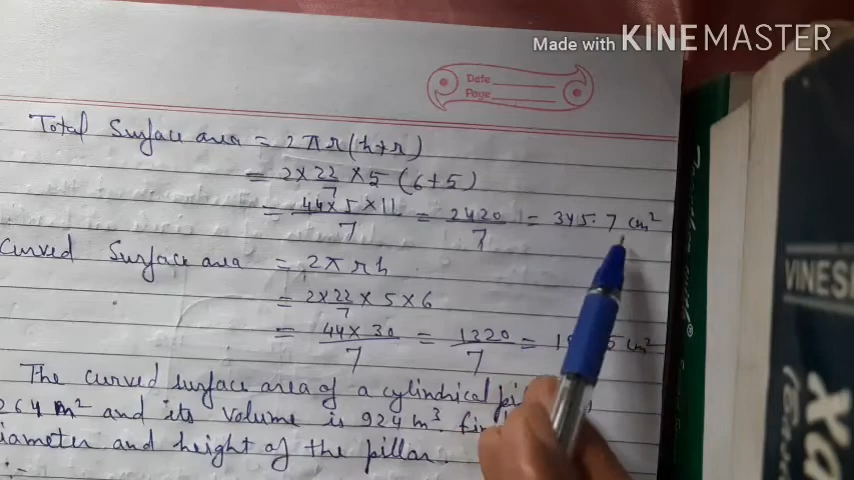 Made with KINEMASTER
Date
Page
Total Surface area = 2πr(h+r)
= 2 × 22/7 × 5 (6+5)
= 44×5×11/7 = 2420/7 = 345.7 cm²
Curved Surface area = 2πrh
= 2×22/7 × 5 × 6
= 44×30/7 = 1320/7 = cm²
The curved surface area of a cylindrical
264 m² and its volume is 924 m³
diameter and height of the pillar.
VINESH